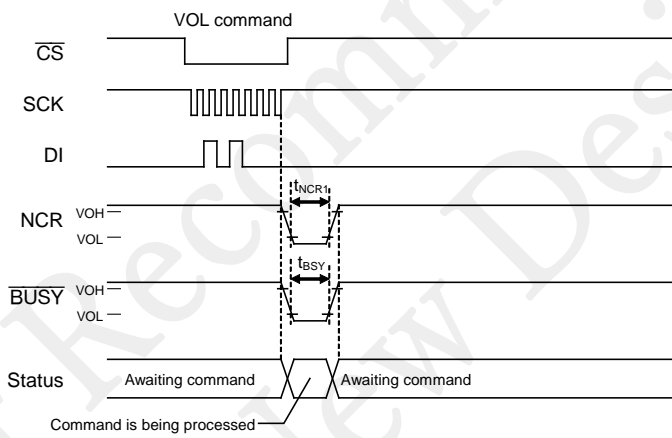 VOL command
CS
SCK
DI
tNCR1
NCR VOH
VOL
tBSY
BUSY VOH
VOL
Status Awaiting command Awaiting command
Command is being processed